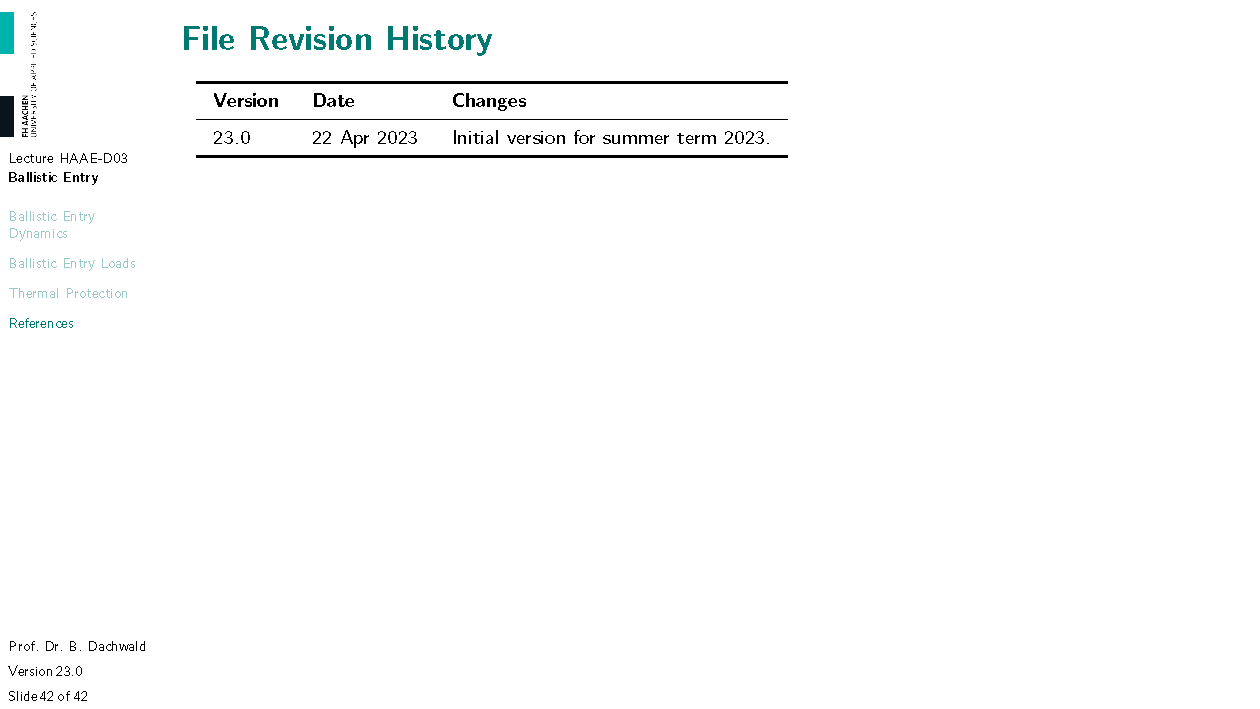 FH AACHEN
UNIVERSITY OF APPLIED SCIENCES
Lecture HAAE-D03
Ballistic Entry
Ballistic Entry
Dynamics
Ballistic Entry Loads
Thermal Protection
References
Prof. Dr. B. Dachwald
Version 23.0
Slide 42 of 42
File Revision History
Version Date Changes
23.0 22 Apr 2023 Initial version for summer term 2023.